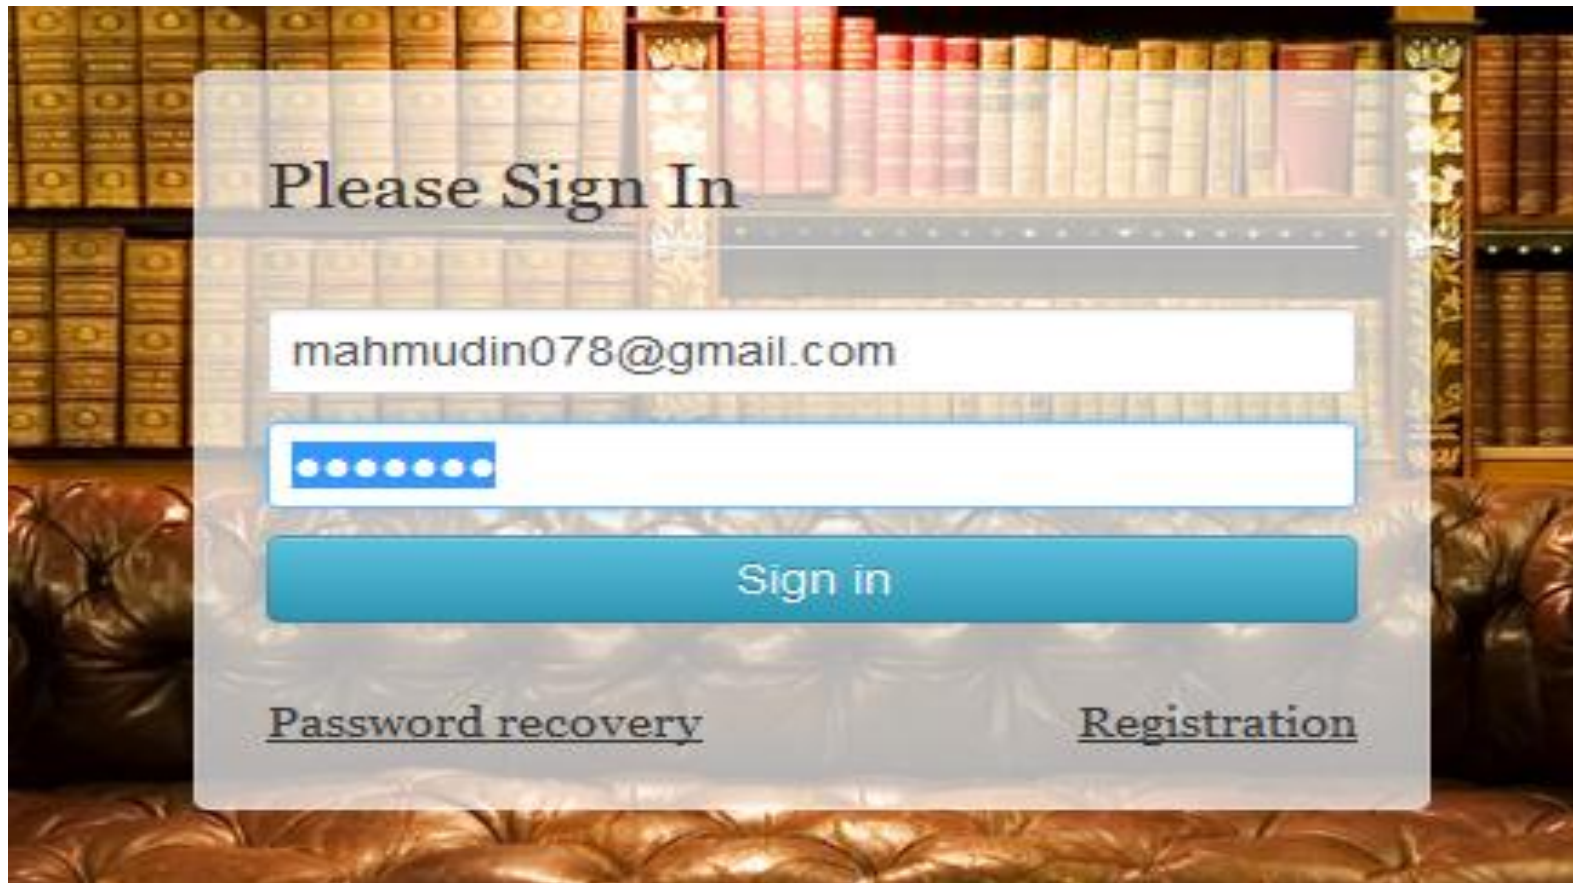 Please Sign In
mahmudin078@gmail.com
•••••••
Sign in
Password recovery
Registration